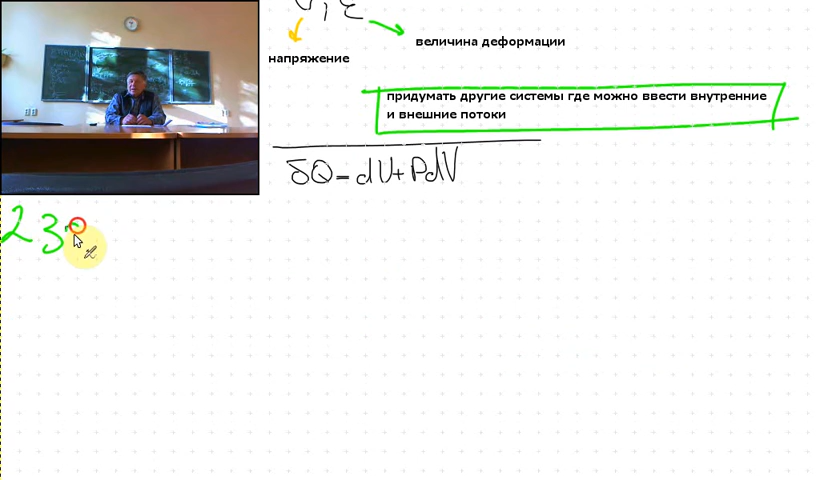 σ, ε
величина деформации
напряжение
придумать другие системы где можно ввести внутренние
и внешние потоки
δQ = dU + PdV
23